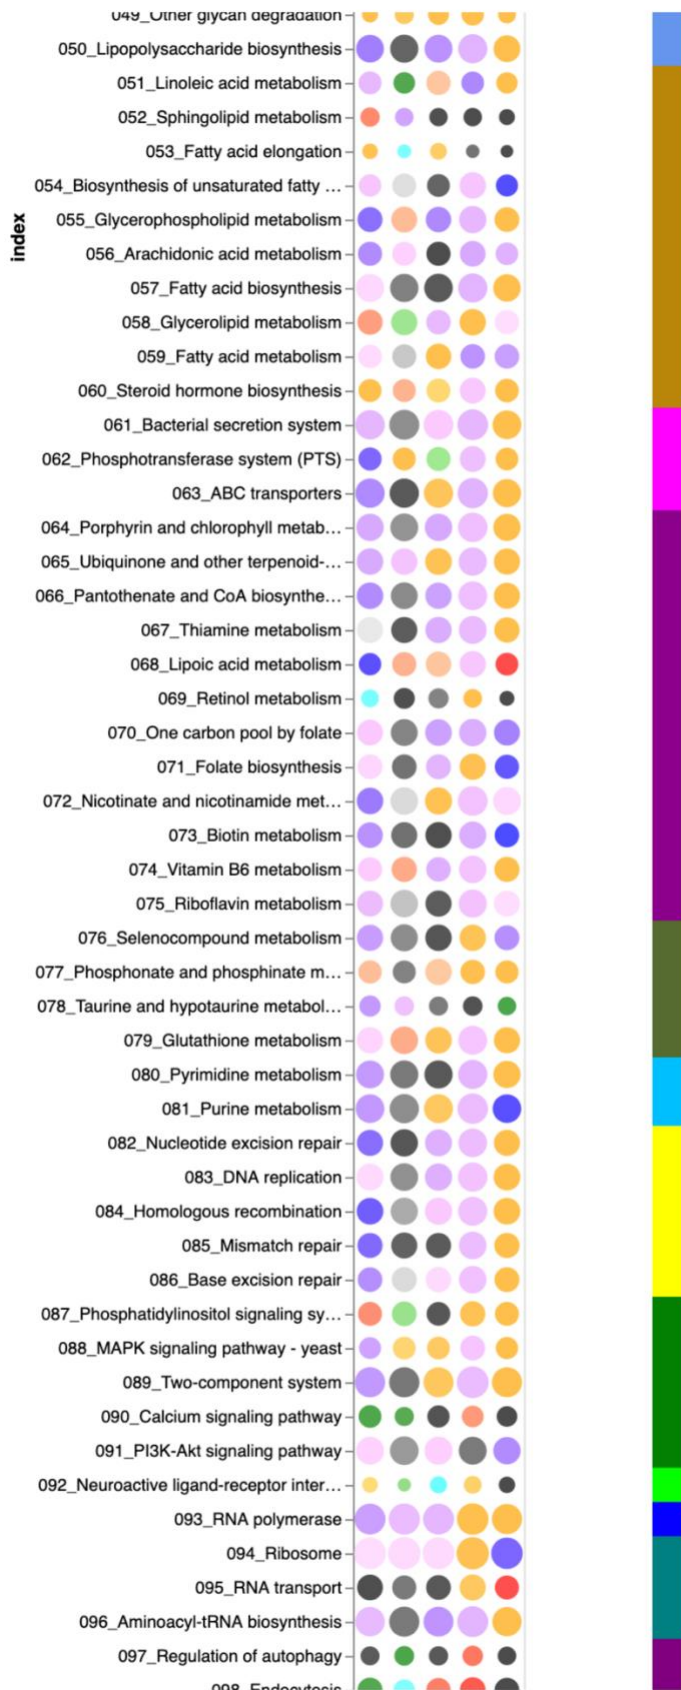 049_Other glycan degradation
050_Lipopolysaccharide biosynthesis
051_Linoleic acid metabolism
052_Sphingolipid metabolism
053_Fatty acid elongation
054_Biosynthesis of unsaturated fatty …
055_Glycerophospholipid metabolism
index
056_Arachidonic acid metabolism
057_Fatty acid biosynthesis
058_Glycerolipid metabolism
059_Fatty acid metabolism
060_Steroid hormone biosynthesis
061_Bacterial secretion system
062_Phosphotransferase system (PTS)
063_ABC transporters
064_Porphyrin and chlorophyll metab…
065_Ubiquinone and other terpenoid-…
066_Pantothenate and CoA biosynthe…
067_Thiamine metabolism
068_Lipoic acid metabolism
069_Retinol metabolism
070_One carbon pool by folate
071_Folate biosynthesis
072_Nicotinate and nicotinamide met…
073_Biotin metabolism
074_Vitamin B6 metabolism
075_Riboflavin metabolism
076_Selenocompound metabolism
077_Phosphonate and phosphinate m…
078_Taurine and hypotaurine metabol…
079_Glutathione metabolism
080_Pyrimidine metabolism
081_Purine metabolism
082_Nucleotide excision repair
083_DNA replication
084_Homologous recombination
085_Mismatch repair
086_Base excision repair
087_Phosphatidylinositol signaling sy…
088_MAPK signaling pathway - yeast
089_Two-component system
090_Calcium signaling pathway
091_PI3K-Akt signaling pathway
092_Neuroactive ligand-receptor inter…
093_RNA polymerase
094_Ribosome
095_RNA transport
096_Aminoacyl-tRNA biosynthesis
097_Regulation of autophagy
098_Endocytosis